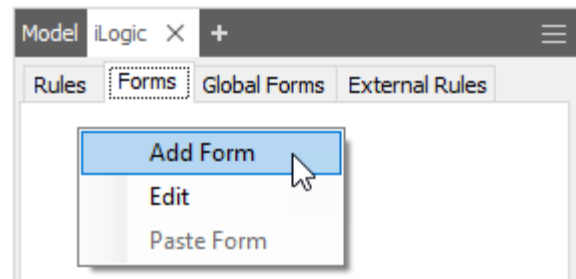 Model iLogic
Rules Forms Global Forms External Rules
Add Form
Edit
Paste Form